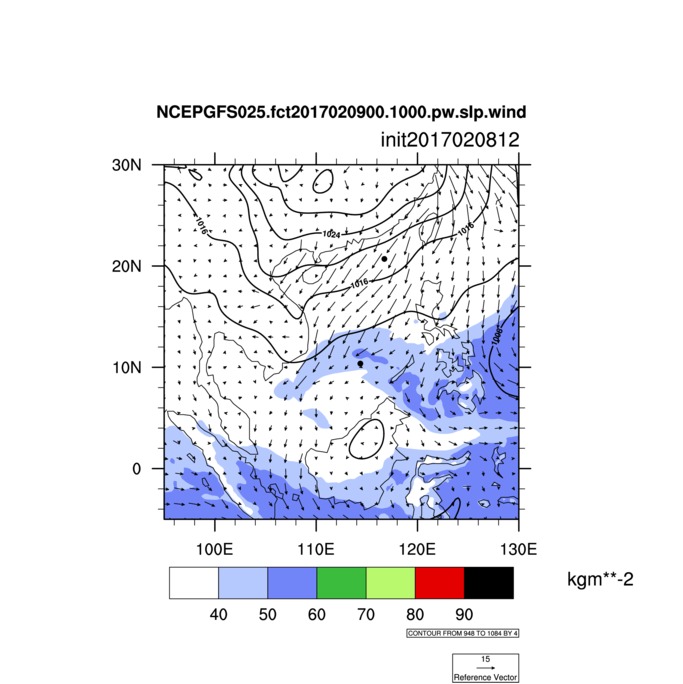 NCEPGFS025.fct2017020900.1000.pw.slp.wind
init2017020812
30N
1016
1024
1016
20N
1016
1008
10N
0
100E 110E 120E 130E
kgm**-2
40 50 60 70 80 90
CONTOUR FROM 948 TO 1084 BY 4
15
Reference Vector